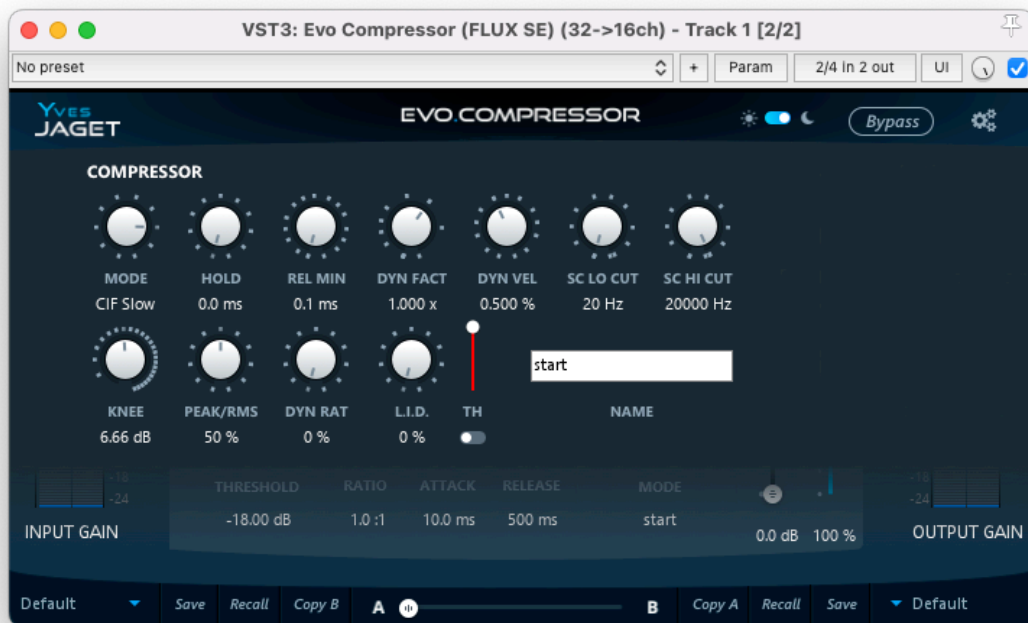 VST3: Evo Compressor (FLUX SE) (32->16ch) - Track 1 [2/2]
No preset + Param 2/4 in 2 out UI
YVES
JAGET EVO.COMPRESSOR Bypass
COMPRESSOR
MODE HOLD REL MIN DYN FACT DYN VEL SC LO CUT SC HI CUT
CIF Slow 0.0 ms 0.1 ms 1.000 x 0.500 % 20 Hz 20000 Hz
start
KNEE PEAK/RMS DYN RAT L.I.D. TH NAME
6.66 dB 50 % 0 % 0 %
-18 -18
THRESHOLD RATIO ATTACK RELEASE MODE
-24 -24
-18.00 dB 1.0 :1 10.0 ms 500 ms start
INPUT GAIN 0.0 dB 100 % OUTPUT GAIN
Default Save Recall Copy B A B Copy A Recall Save Default